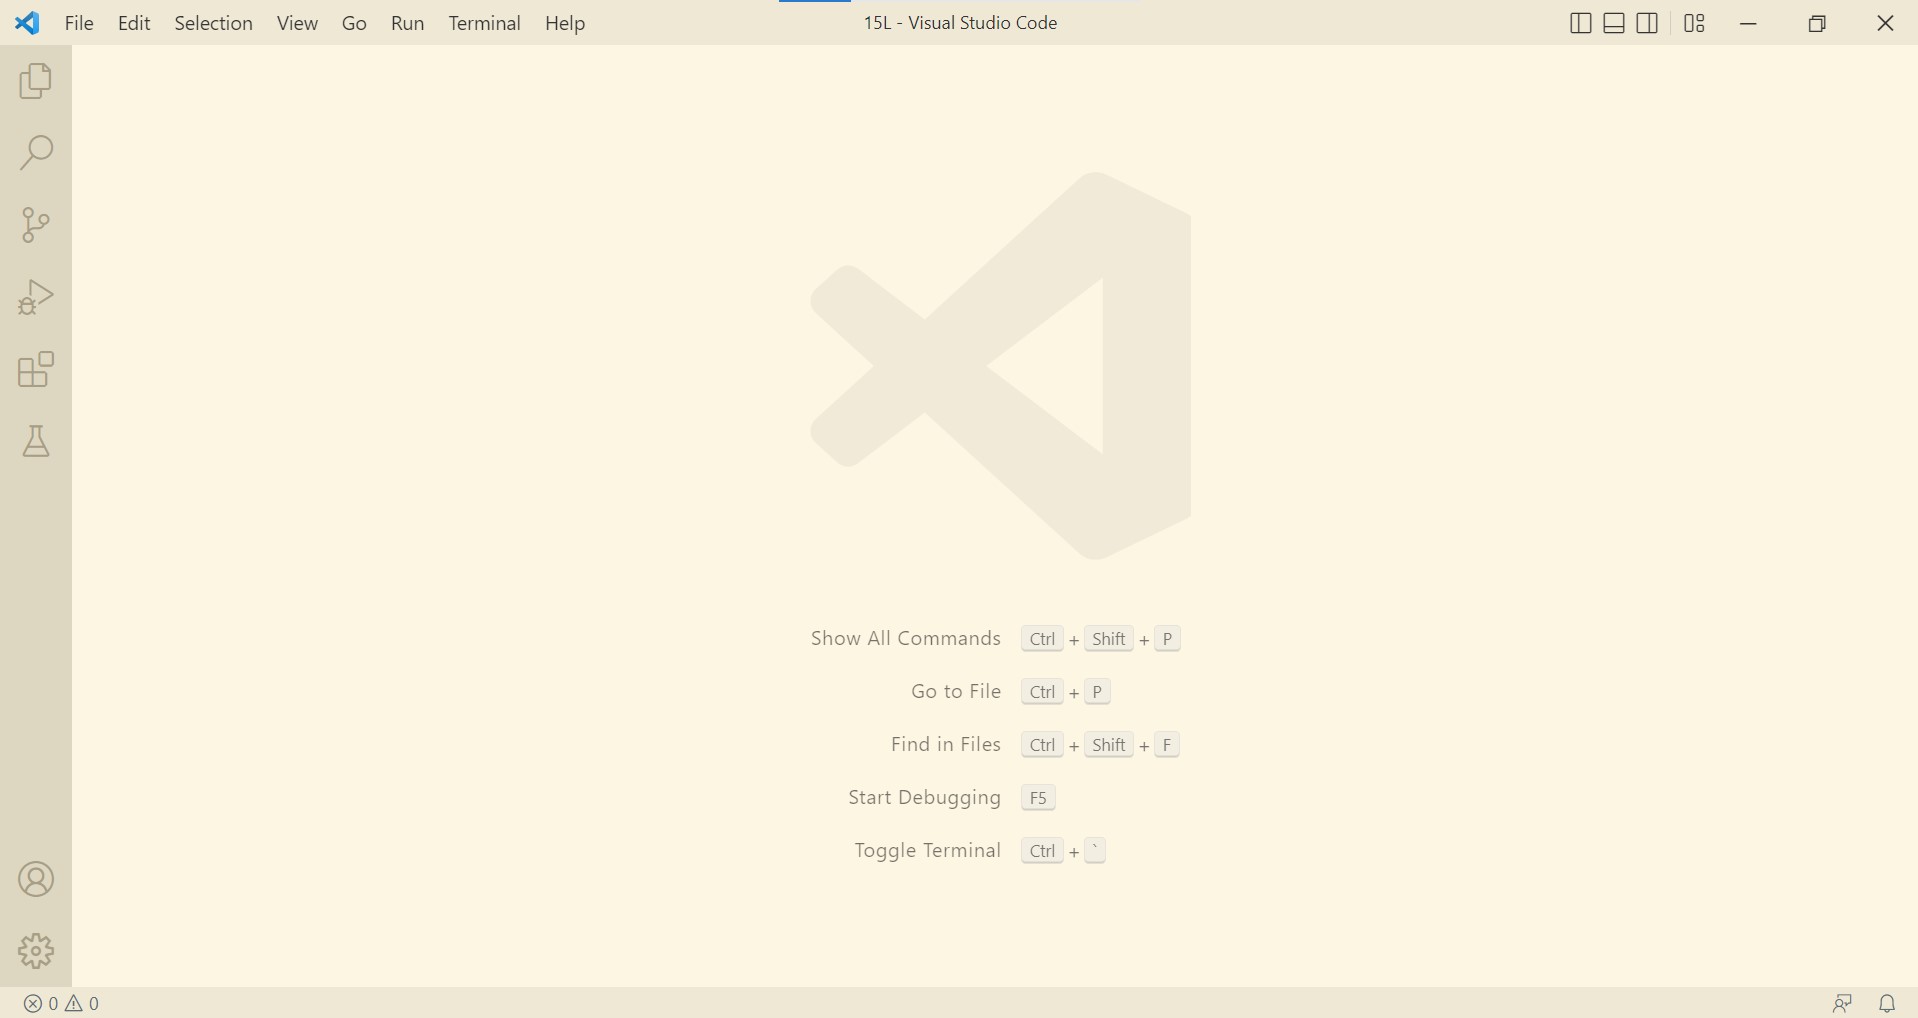 File Edit Selection View Go Run Terminal Help 15L - Visual Studio Code
Show All Commands Ctrl + Shift + P
Go to File Ctrl + P
Find in Files Ctrl + Shift + F
Start Debugging F5
Toggle Terminal Ctrl + `
0 0